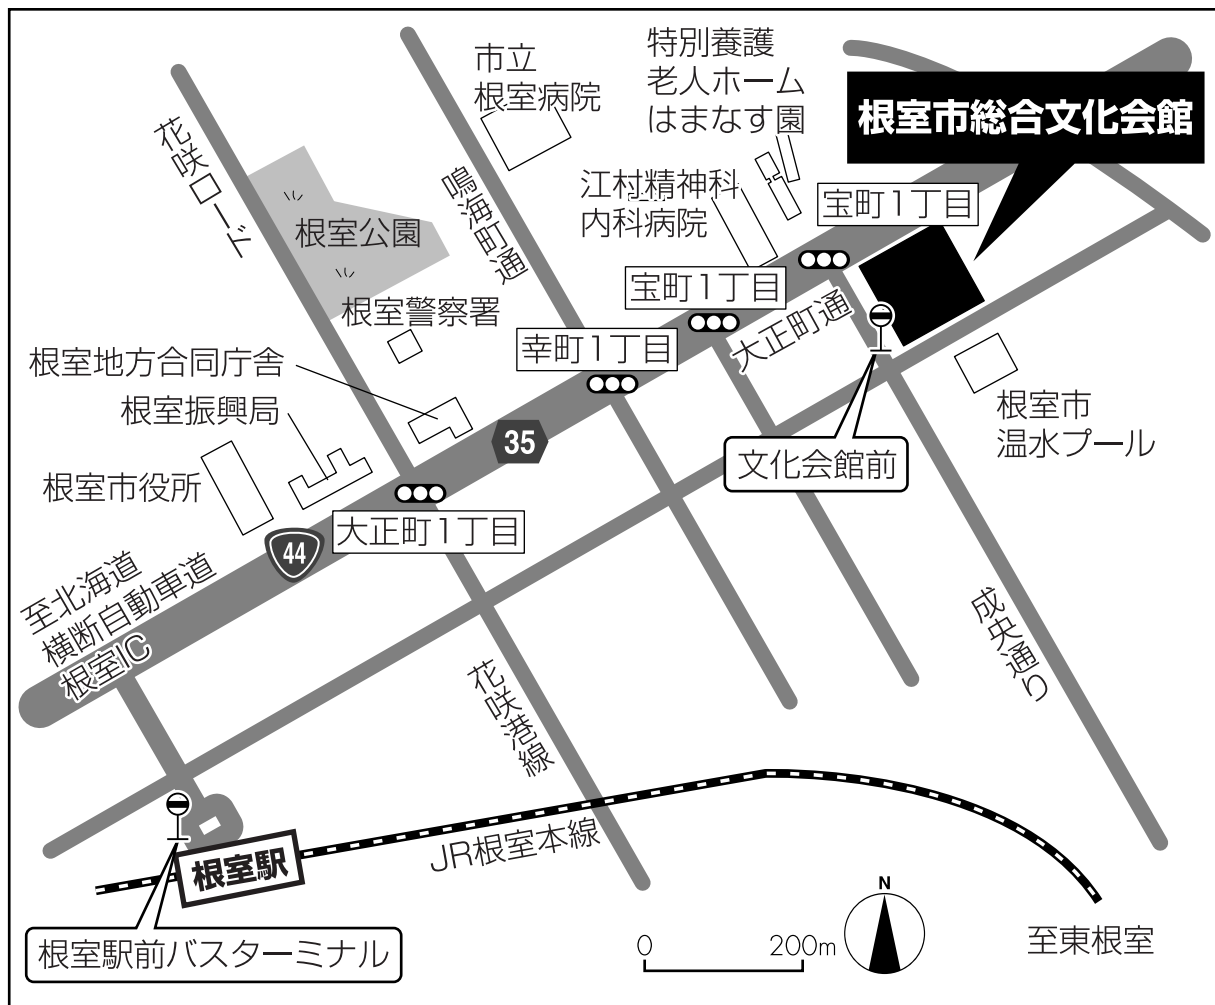 市立
根室病院
特別養護
老人ホーム
はまなす園
根室市総合文化会館
花咲ロード
鳴海町通
江村精神科
内科病院
宝町1丁目
根室公園
宝町1丁目
根室警察署
大正町通
幸町1丁目
根室地方合同庁舎
根室振興局
根室市
温水プール
35
文化会館前
根室市役所
大正町1丁目
44
至北海道
横断自動車道
根室IC
成央通り
花咲港線
JR根室本線
根室駅
N
根室駅前バスターミナル
0
200m
至東根室